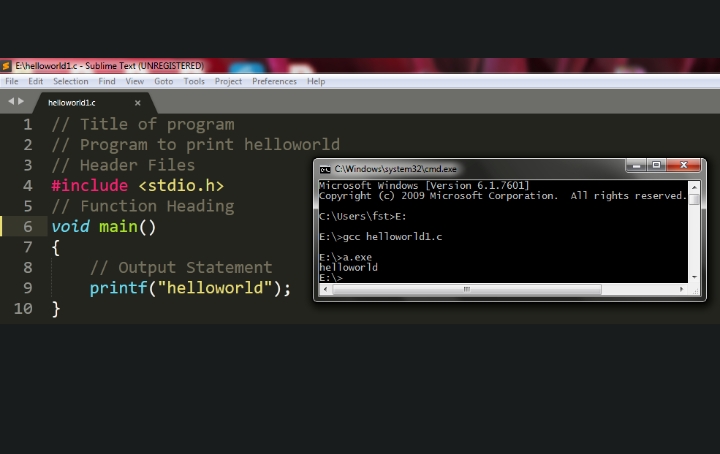 E:\helloworld1.c - Sublime Text (UNREGISTERED)
File Edit Selection Find View Goto Tools Project Preferences Help
helloworld1.c x
1 // Title of program
2 // Program to print helloworld
3 // Header Files
4 #include <stdio.h>
5 // Function Heading
6 void main()
7 {
8 // Output Statement
9 printf("helloworld");
10 }
C:\Windows\system32\cmd.exe
Microsoft Windows [Version 6.1.7601]
Copyright (c) 2009 Microsoft Corporation. All rights reserved.
C:\Users\fst>E:
E:\>gcc helloworld1.c
E:\>a.exe
helloworld
E:\>